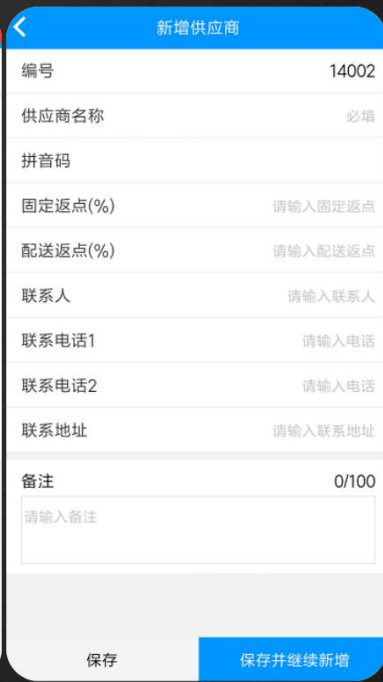 新增供应商
编号 14002
供应商名称 必填
拼音码
固定返点(%) 请输入固定返点
配送返点(%) 请输入配送返点
联系人 请输入联系人
联系电话1 请输入电话
联系电话2 请输入电话
联系地址 请输入联系地址
备注 0/100
请输入备注
保存 保存并继续新增